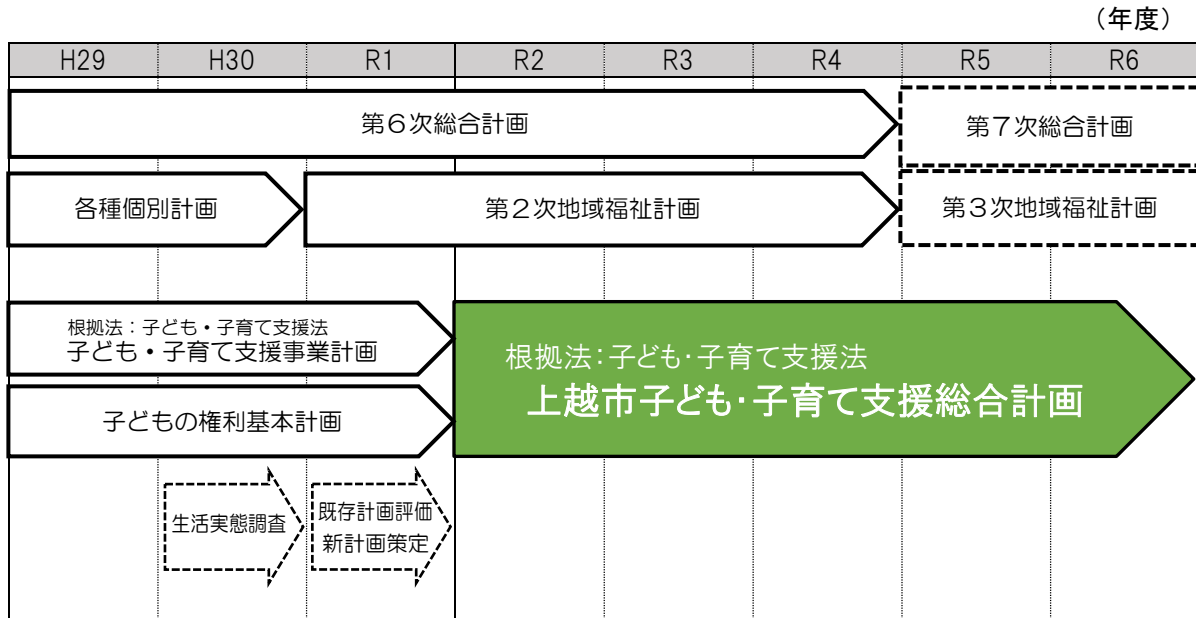 （年度）
H29 H30 R1 R2 R3 R4 R5 R6
第６次総合計画
第７次総合計画
各種個別計画
第２次地域福祉計画
第３次地域福祉計画
根拠法：子ども・子育て支援法
子ども・子育て支援事業計画
子どもの権利基本計画
根拠法：子ども・子育て支援法
上越市子ども・子育て支援総合計画
生活実態調査
既存計画評価
新計画策定